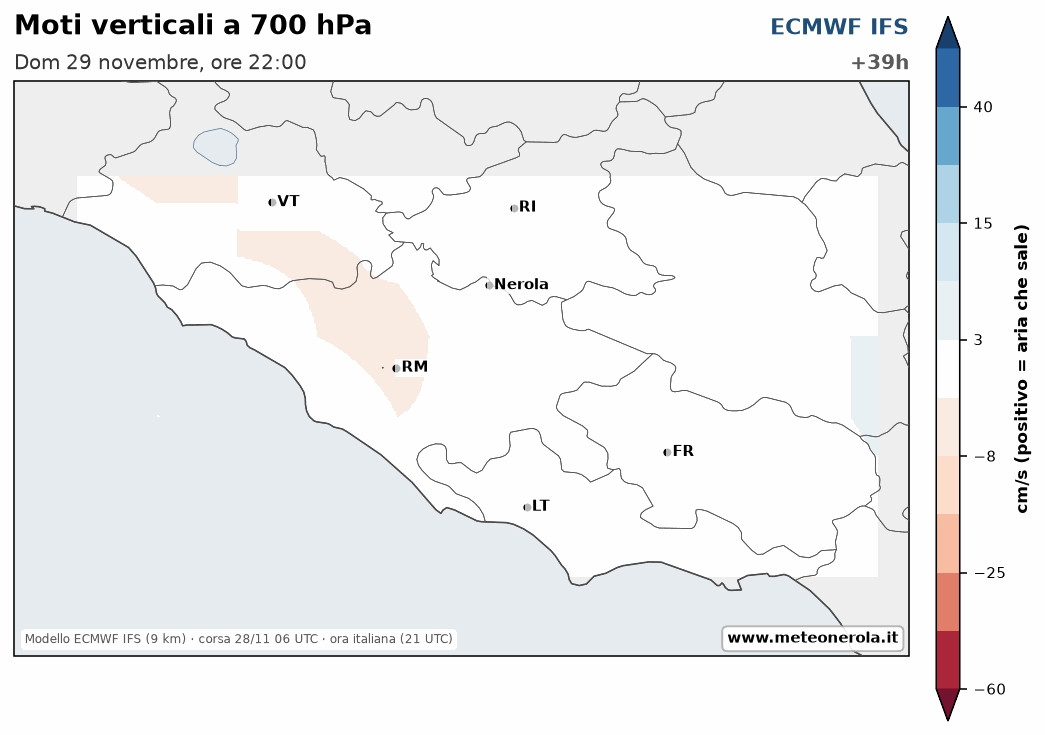 Moti verticali a 700 hPa
ECMWF IFS
Dom 29 novembre, ore 22:00
+39h
VT
RI
Nerola
RM
FR
LT
40
15
3
−8
−25
−60
cm/s (positivo = aria che sale)
Modello ECMWF IFS (9 km) · corsa 28/11 06 UTC · ora italiana (21 UTC)
www.meteonerola.it